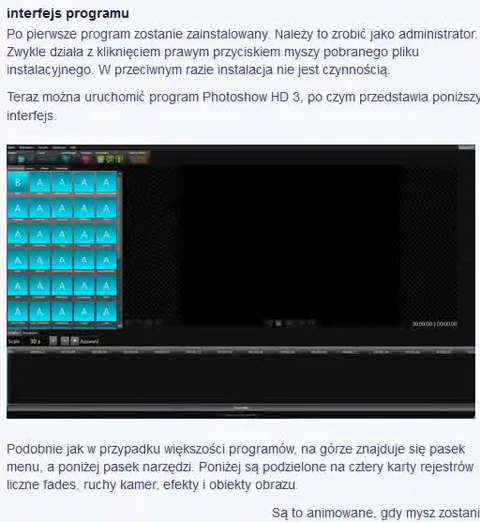 interfejs programu
Po pierwsze program zostanie zainstalowany. Należy to zrobić jako administrator.
Zwykle działa z kliknięciem prawym przyciskiem myszy pobranego pliku
instalacyjnego. W przeciwnym razie instalacja nie jest czynnością.
Teraz można uruchomić program Photoshow HD 3, po czym przedstawia poniższy
interfejs.
B A A A A
A A A A A
A A A A A
A A A A A
A A A A A
A A A A A
00:00:00 | 00:00.00
Skala 30 s
Podobnie jak w przypadku większości programów, na górze znajduje się pasek
menu, a poniżej pasek narzędzi. Poniżej są podzielone na cztery karty rejestrów
liczne fades, ruchy kamer, efekty i obiekty obrazu.
Są to animowane, gdy mysz zostani